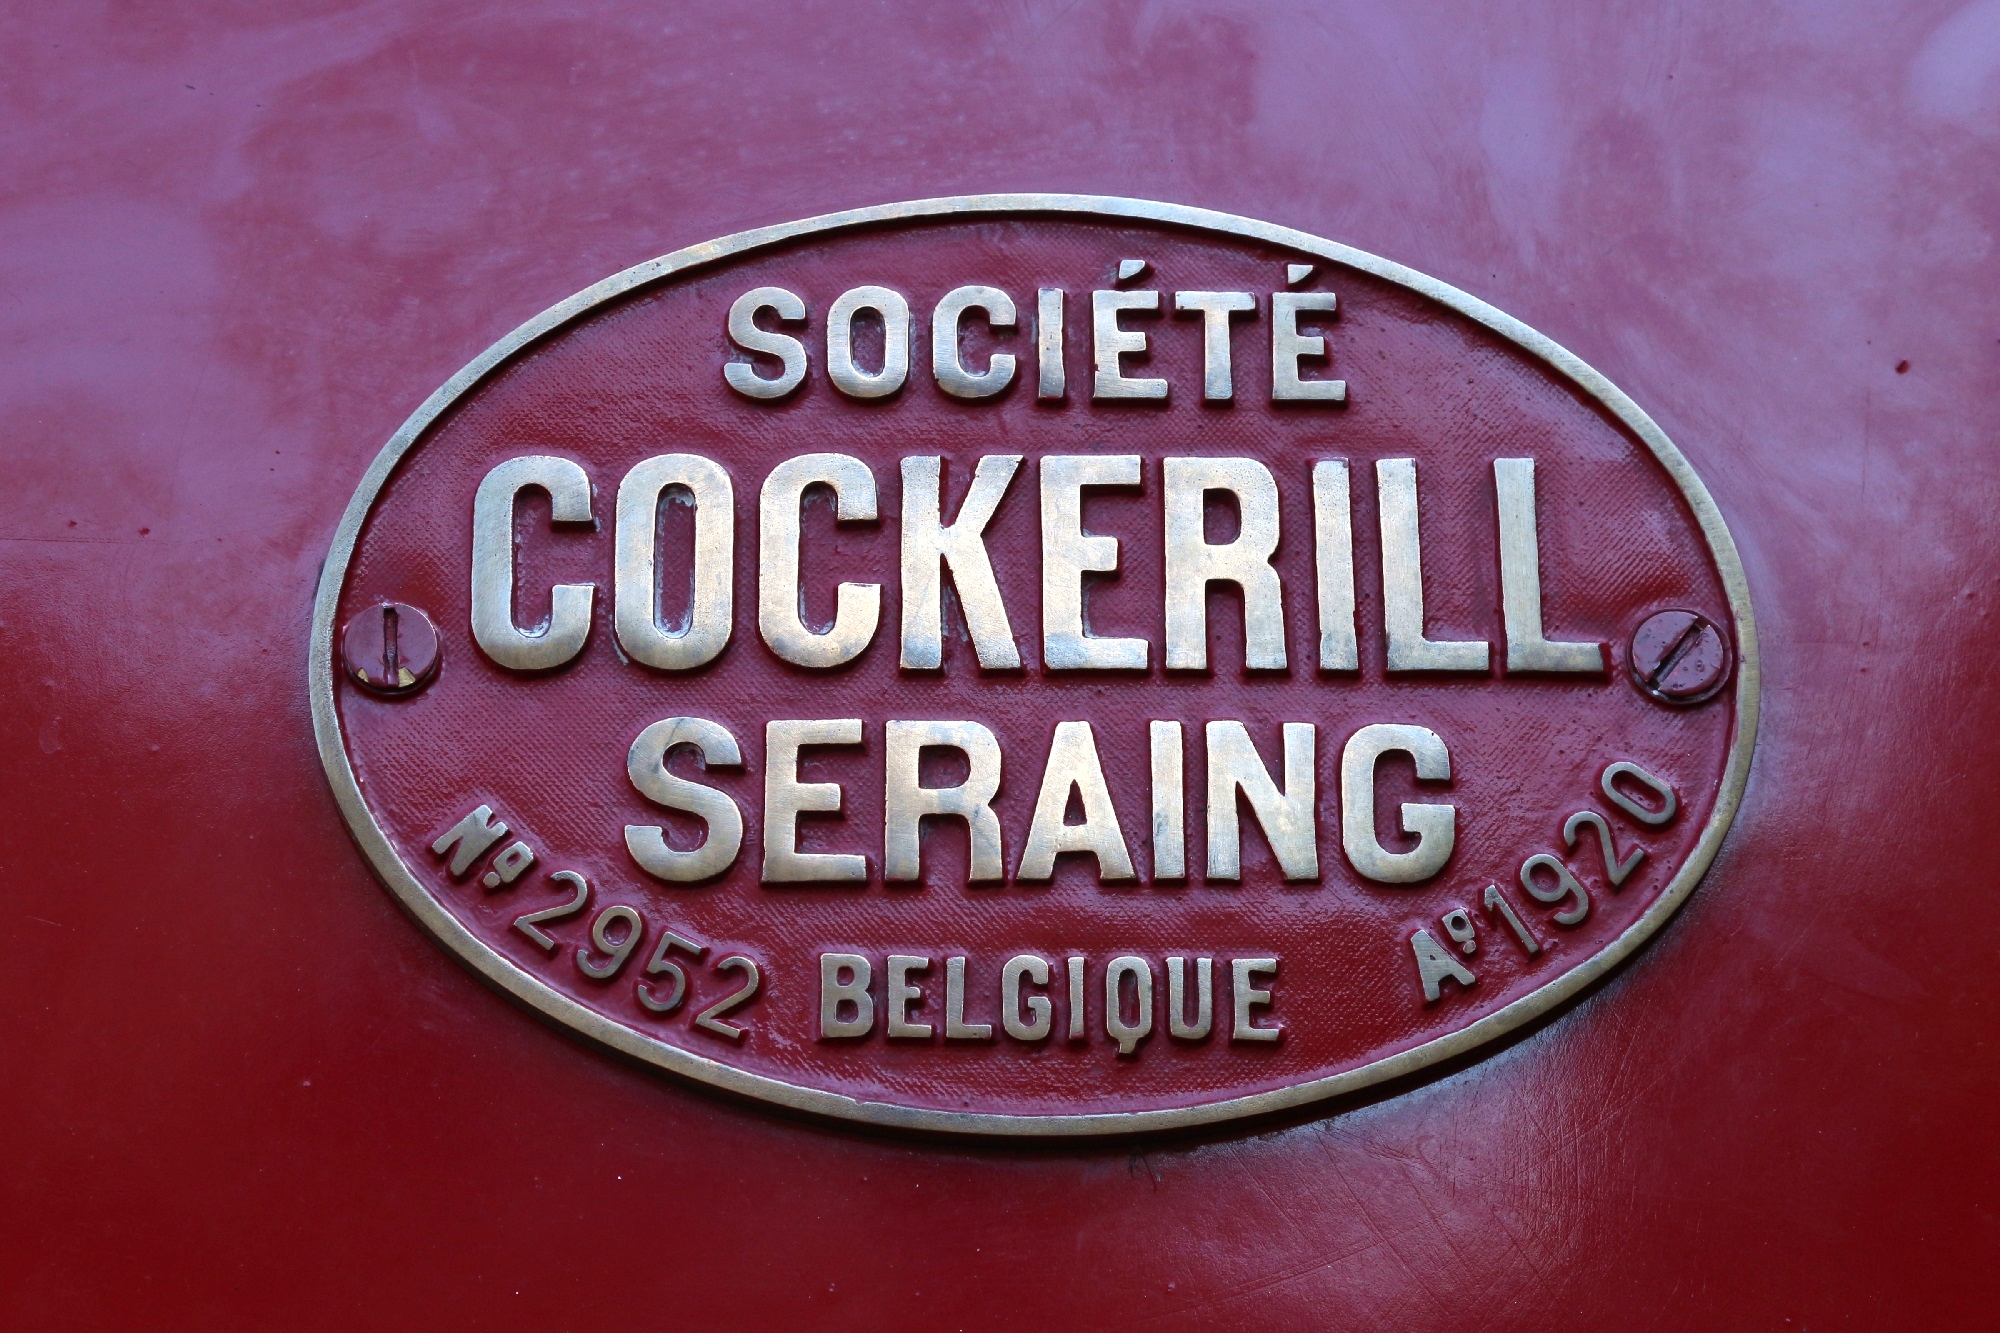 SOCIÉTÉ
COCKERILL
SERAING
Nº 2952
BELGIQUE
Aº 1920